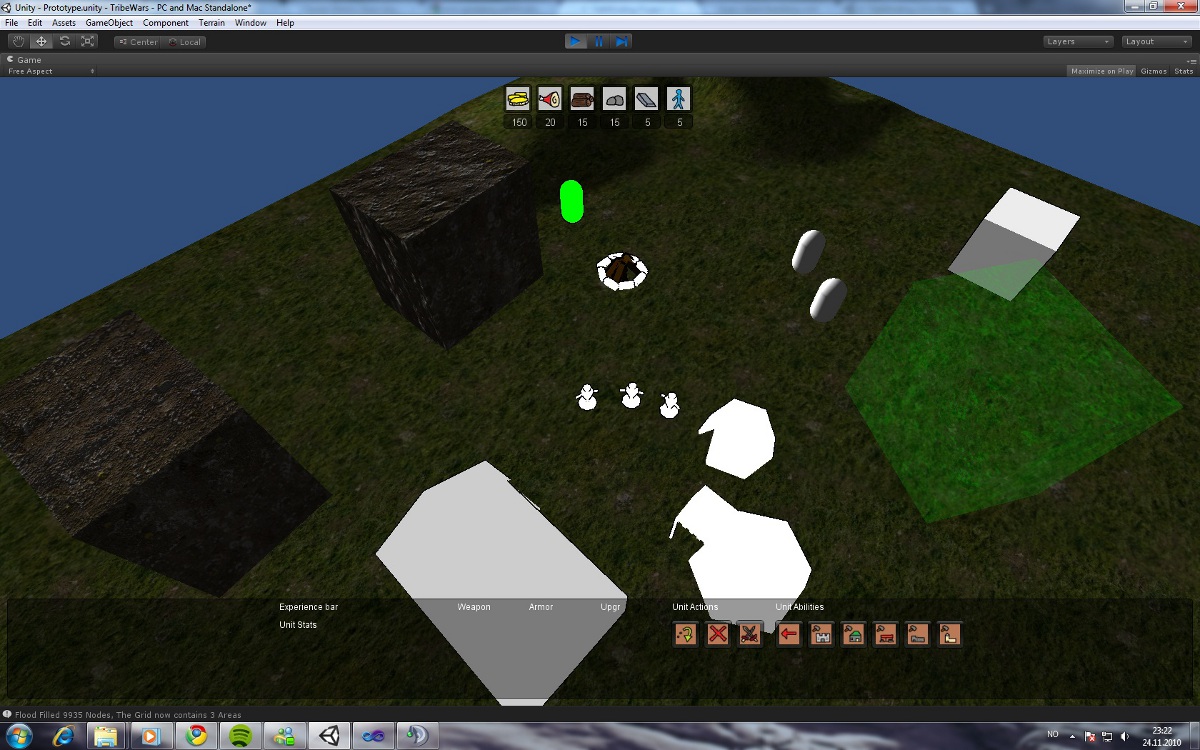 Unity - Prototype.unity - TribeWars - PC and Mac Standalone*
File Edit Assets GameObject Component Terrain Window Help
Center Local Layers Layout
Game
Free Aspect Maximize on Play Gizmos Stats
150 20 15 15 5 5
Experience bar Weapon Armor Upgr Unit Actions Unit Abilities
Unit Stats
Flood Filled 9935 Nodes, The Grid now contains 3 Areas
NO 23:22
24.11.2010